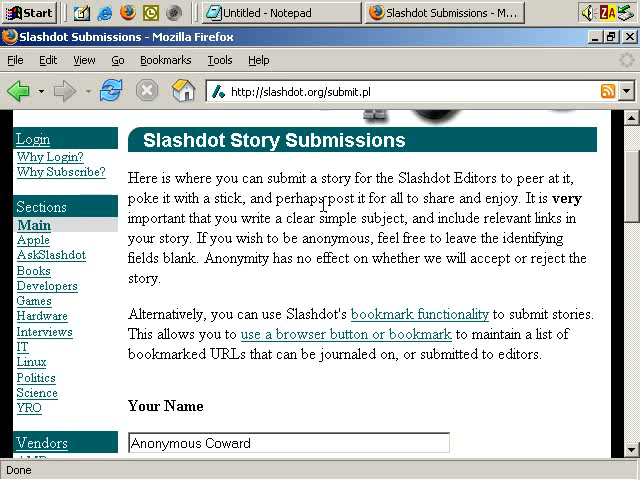 Start
Untitled - Notepad
Slashdot Submissions - M...
ZA
Slashdot Submissions - Mozilla Firefox
File Edit View Go Bookmarks Tools Help
http://slashdot.org/submit.pl
Login
Why Login?
Why Subscribe?
Sections
Main
Apple
AskSlashdot
Books
Developers
Games
Hardware
Interviews
IT
Linux
Politics
Science
YRO
Vendors
Slashdot Story Submissions
Here is where you can submit a story for the Slashdot Editors to peer at it,
poke it with a stick, and perhaps post it for all to share and enjoy. It is very
important that you write a clear simple subject, and include relevant links in
your story. If you wish to be anonymous, feel free to leave the identifying
fields blank. Anonymity has no effect on whether we will accept or reject the
story.
Alternatively, you can use Slashdot's bookmark functionality to submit stories.
This allows you to use a browser button or bookmark to maintain a list of
bookmarked URLs that can be journaled on, or submitted to editors.
Your Name
Anonymous Coward
Done